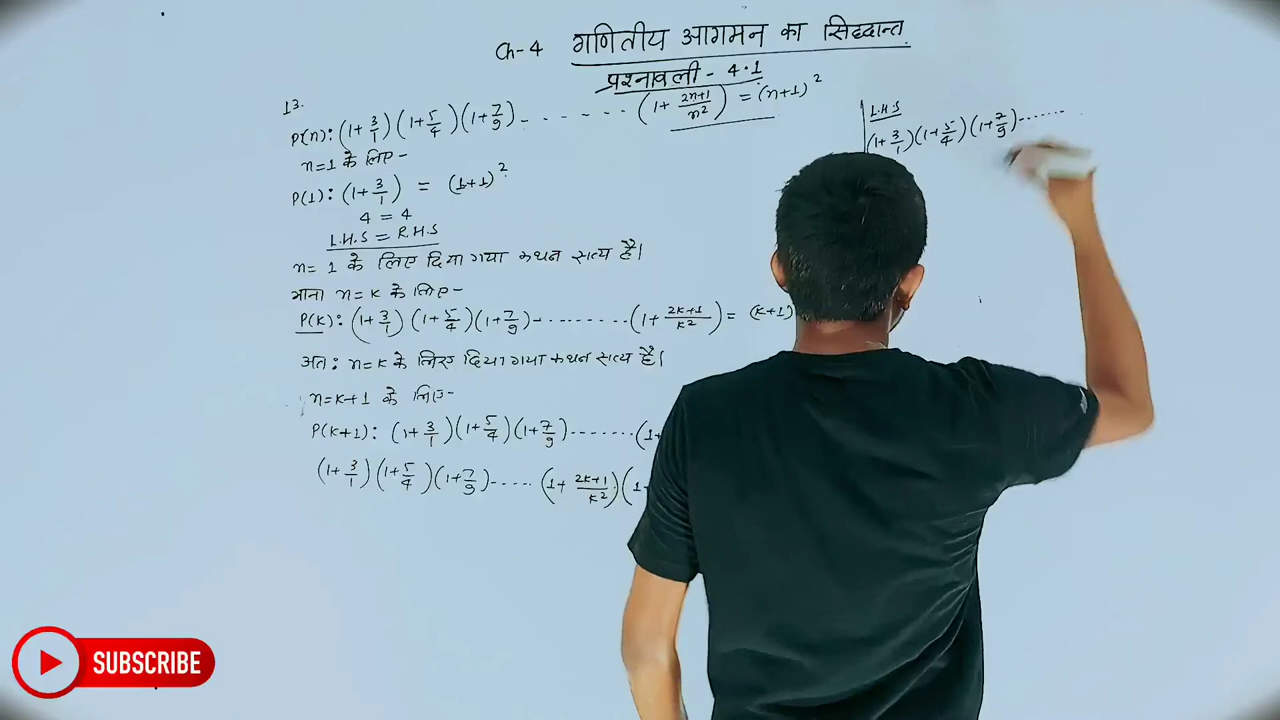 Ch-4 गणितीय आगमन का सिद्धान्त.
प्रश्नावली - 4.1
13.
P(n): (1+3/1)(1+5/4)(1+7/9)--------(1+(2n+1)/n²) = (n+1)²
n=1 के लिए-
P(1): (1+3/1) = (1+1)²
4 = 4
L.H.S = R.H.S
n= 1 के लिए दिया गया कथन सत्य है।
माना n=k के लिए-
P(k): (1+3/1)(1+5/4)(1+7/9)---------(1+(2k+1)/k²) = (k+1)
अतः n=k के लिए दिया गया कथन सत्य है।
n=k+1 के लिए-
P(k+1): (1+3/1)(1+5/4)(1+7/9)-------(1+
(1+3/1)(1+5/4)(1+7/9)-----(1+(2k+1)/k²)(1+
L.H.S
(1+3/1)(1+5/4)(1+7/9)------
SUBSCRIBE